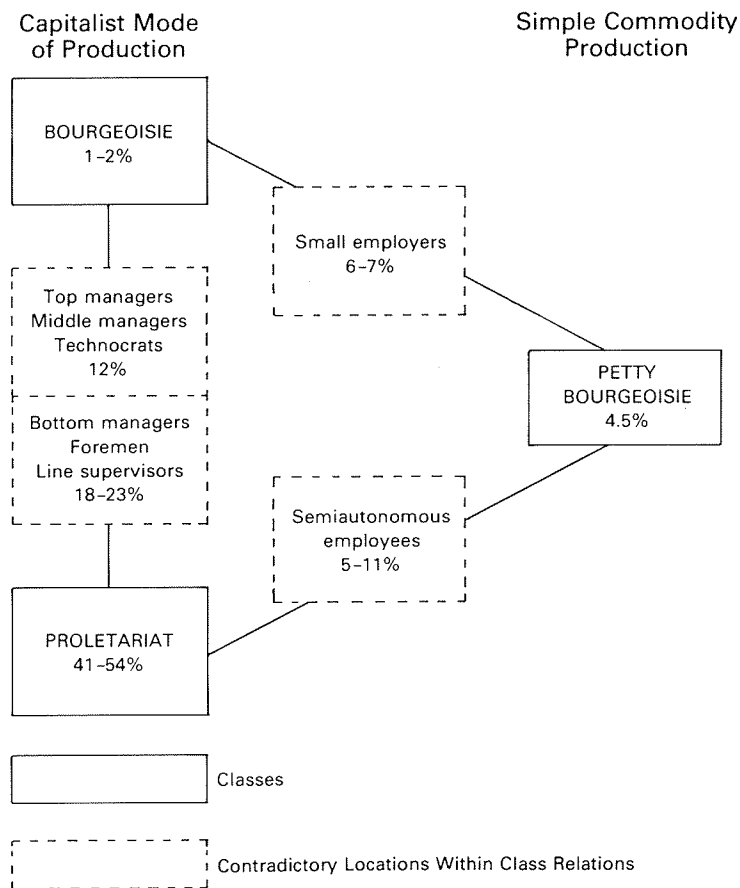 Capitalist Mode
of Production
Simple Commodity
Production
BOURGEOISIE
1–2%
Small employers
6–7%
Top managers
Middle managers
Technocrats
12%
PETTY
BOURGEOISIE
4.5%
Bottom managers
Foremen
Line supervisors
18–23%
Semiautonomous
employees
5–11%
PROLETARIAT
41–54%
Classes
Contradictory Locations Within Class Relations